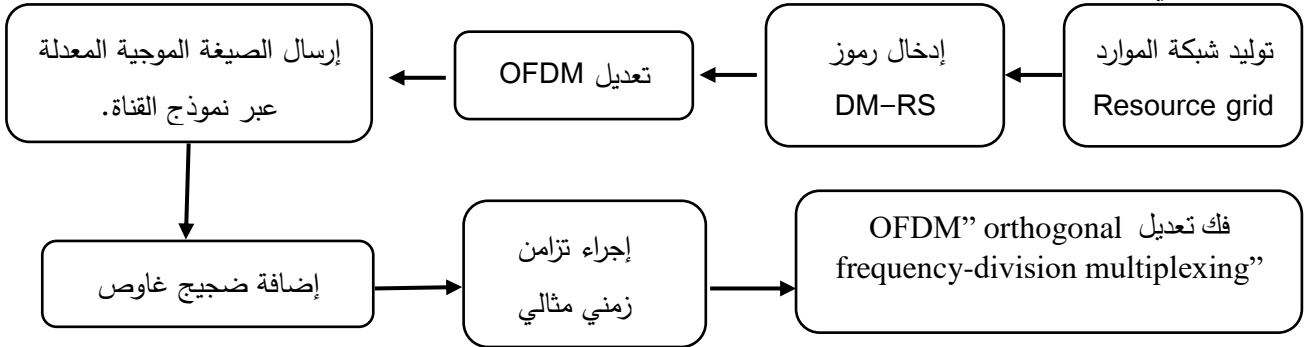 توليد شبكة الموارد
Resource grid
إدخال رموز
DM-RS
تعديل OFDM
إرسال الصيغة الموجية المعدلة
عبر نموذج القناة.
إضافة ضجيج غاوص
إجراء تزامن
زمني مثالي
فك تعديل OFDM” orthogonal
frequency-division multiplexing”